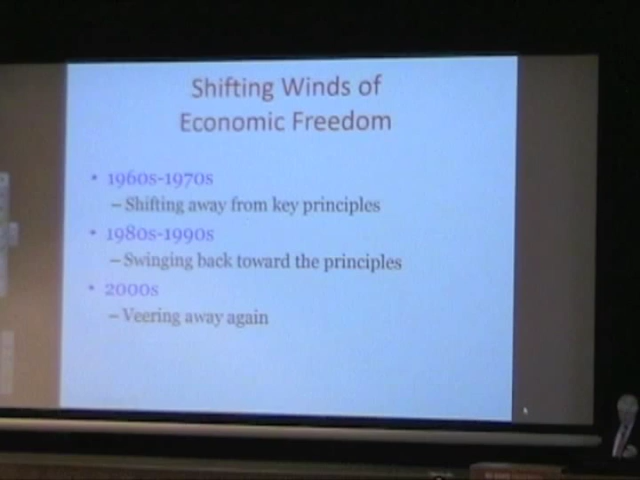 Shifting Winds of
Economic Freedom
• 1960s-1970s
– Shifting away from key principles
• 1980s-1990s
– Swinging back toward the principles
• 2000s
– Veering away again